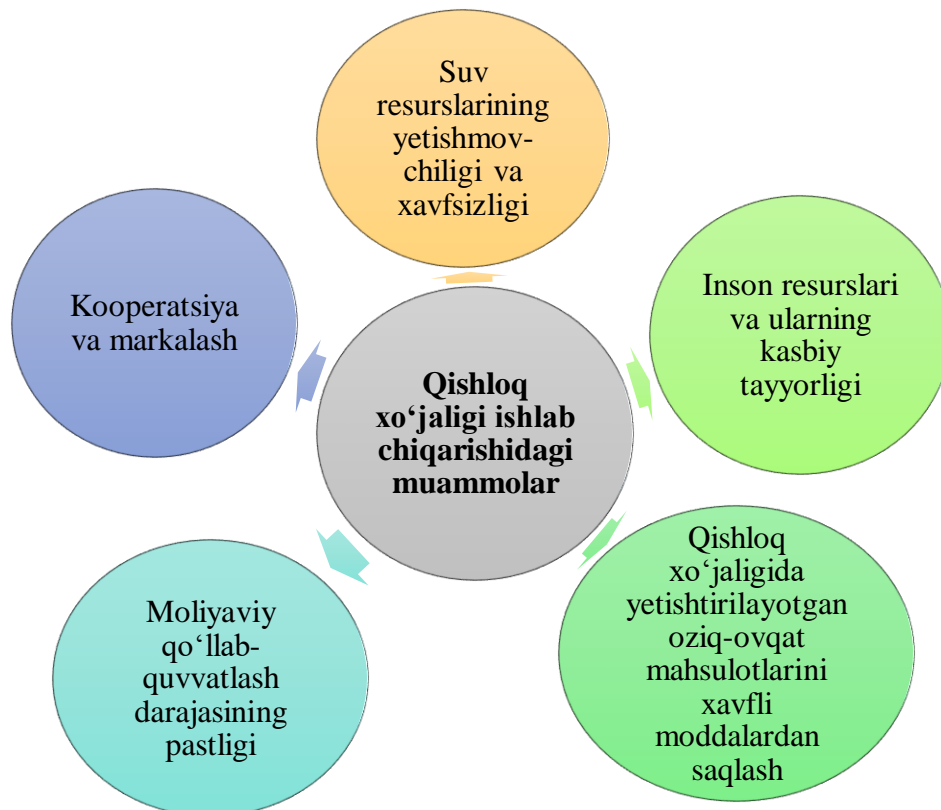 Suv
resurslarining
yetishmov-
chiligi va
xavfsizligi
Inson resurslari
va ularning
kasbiy
tayyorligi
Qishloq
xo‘jaligida
yetishtirilayotgan
oziq-ovqat
mahsulotlarini
xavfli
moddalardan
saqlash
Moliyaviy
qo‘llab-
quvvatlash
darajasining
pastligi
Kooperatsiya
va markalash
Qishloq
xo‘jaligi ishlab
chiqarishidagi
muammolar